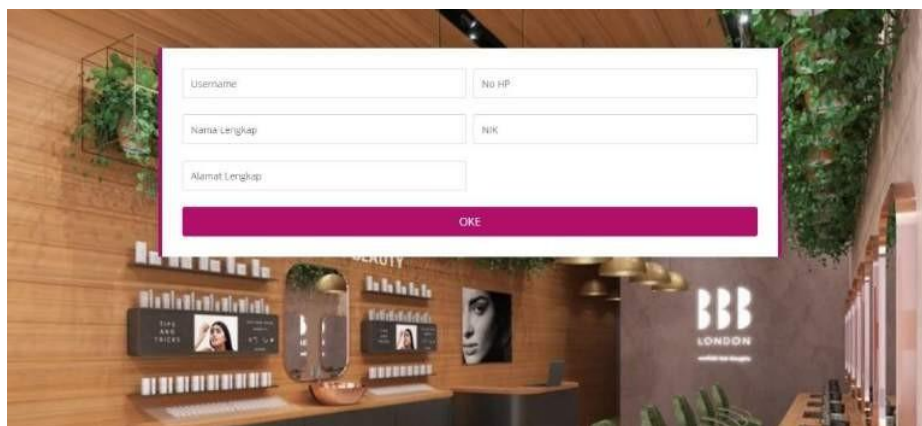 Username
No HP
Nama Lengkap
NIK
Alamat Lengkap
OKE
BEAUTY
TIPS
AND
TRICKS
BBB
LONDON